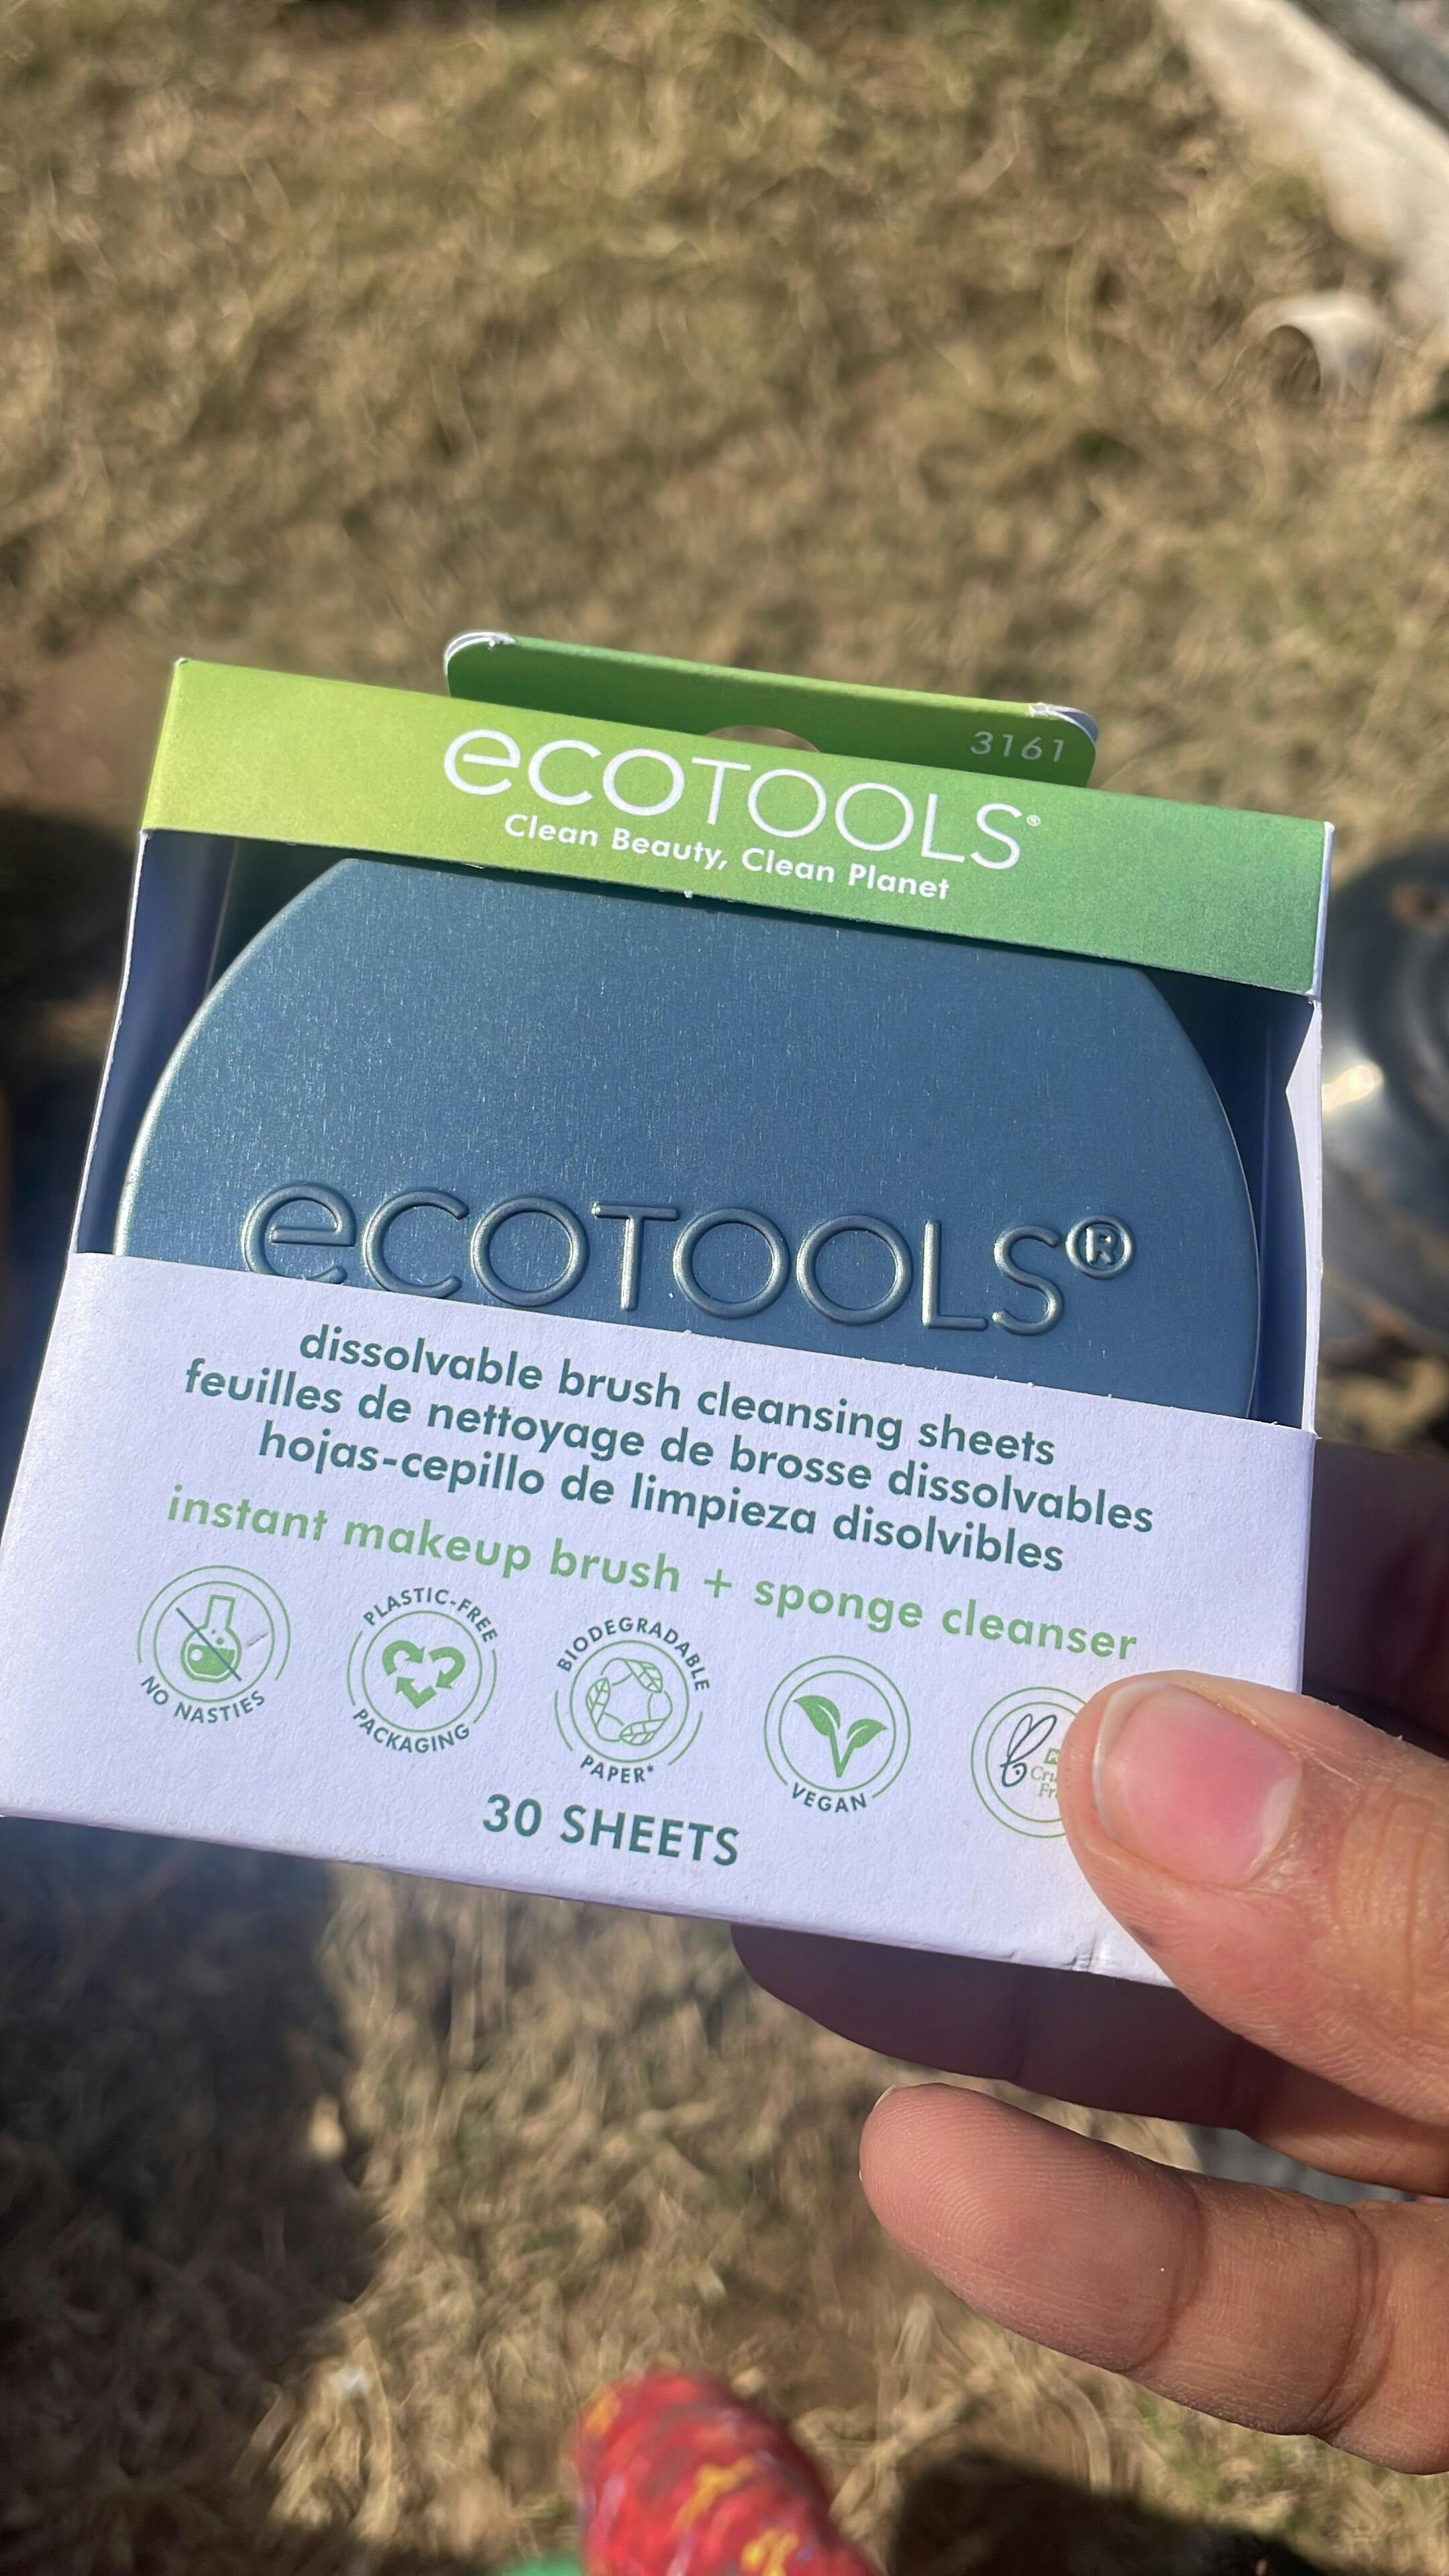 3161
ecoTOOLS®
Clean Beauty, Clean Planet
ecoTOOLS®
dissolvable brush cleansing sheets
feuilles de nettoyage de brosse dissolvables
hojas-cepillo de limpieza disolvibles
instant makeup brush + sponge cleanser
NO NASTIES
PLASTIC-FREE
PACKAGING
BIODEGRADABLE
PAPER*
VEGAN
30 SHEETS